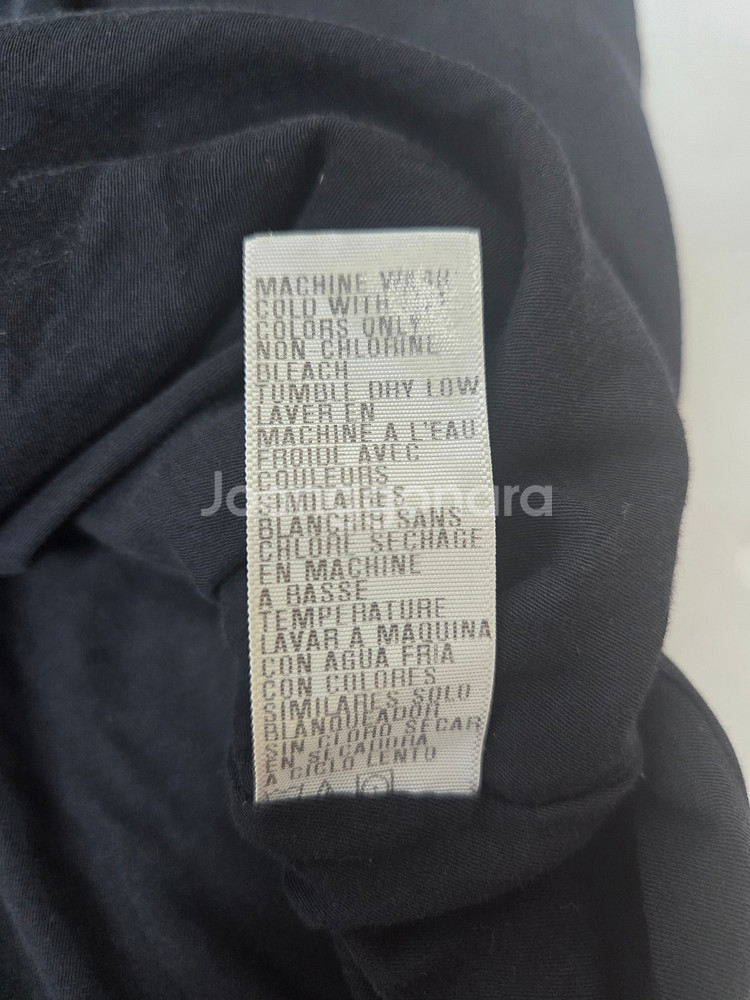 MACHINE WASH
COLD WITH
COLORS ONLY
NON CHLORINE
BLEACH
TUMBLE DRY LOW
LAVER EN
MACHINE A L'EAU
FROIDE AVEC
COULEURS
SIMILAIRES
BLANCHIR SANS
CHLORE SECHAGE
EN MACHINE
A BASSE
TEMPERATURE
LAVAR A MAQUINA
CON AGUA FRIA
CON COLORES
SIMILARES SOLO
BLANQUEADOR
SIN CLORO SECAR
EN SECADORA
A CICLO LENTO